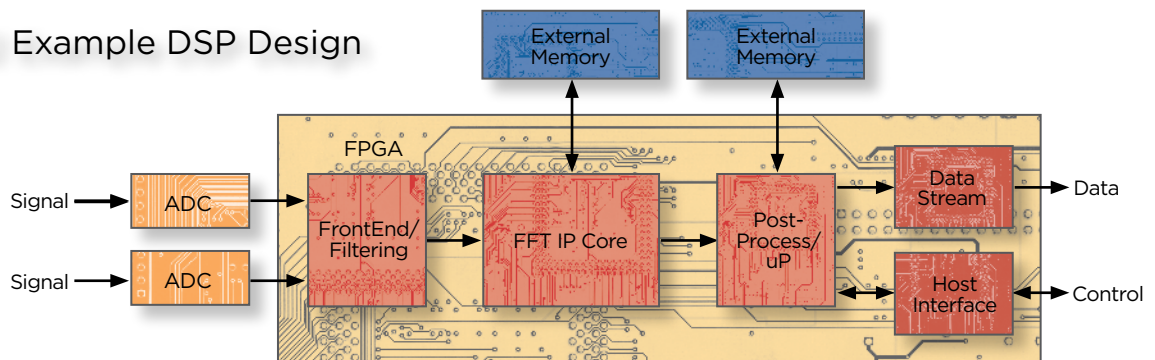 Example DSP Design
External
Memory
External
Memory
FPGA
Signal
ADC
FrontEnd/
Filtering
FFT IP Core
Post-
Process/
uP
Data
Stream
Data
Signal
ADC
Host
Interface
Control